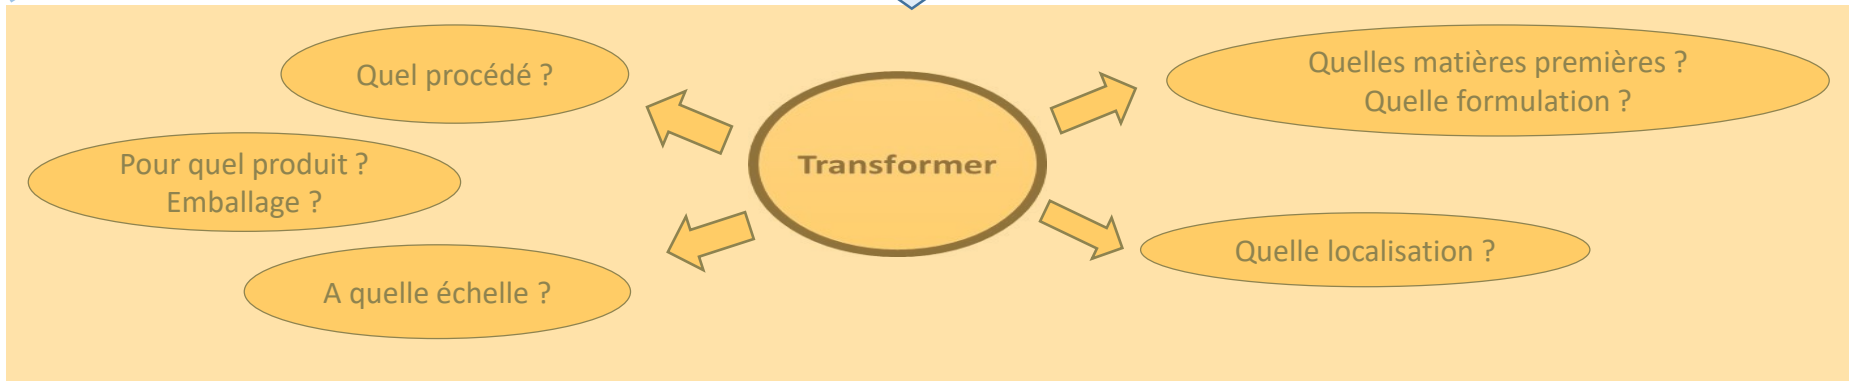 Quel procédé ?
Pour quel produit ?
Emballage ?
A quelle échelle ?
Transformer
Quelles matières premières ?
Quelle formulation ?
Quelle localisation ?